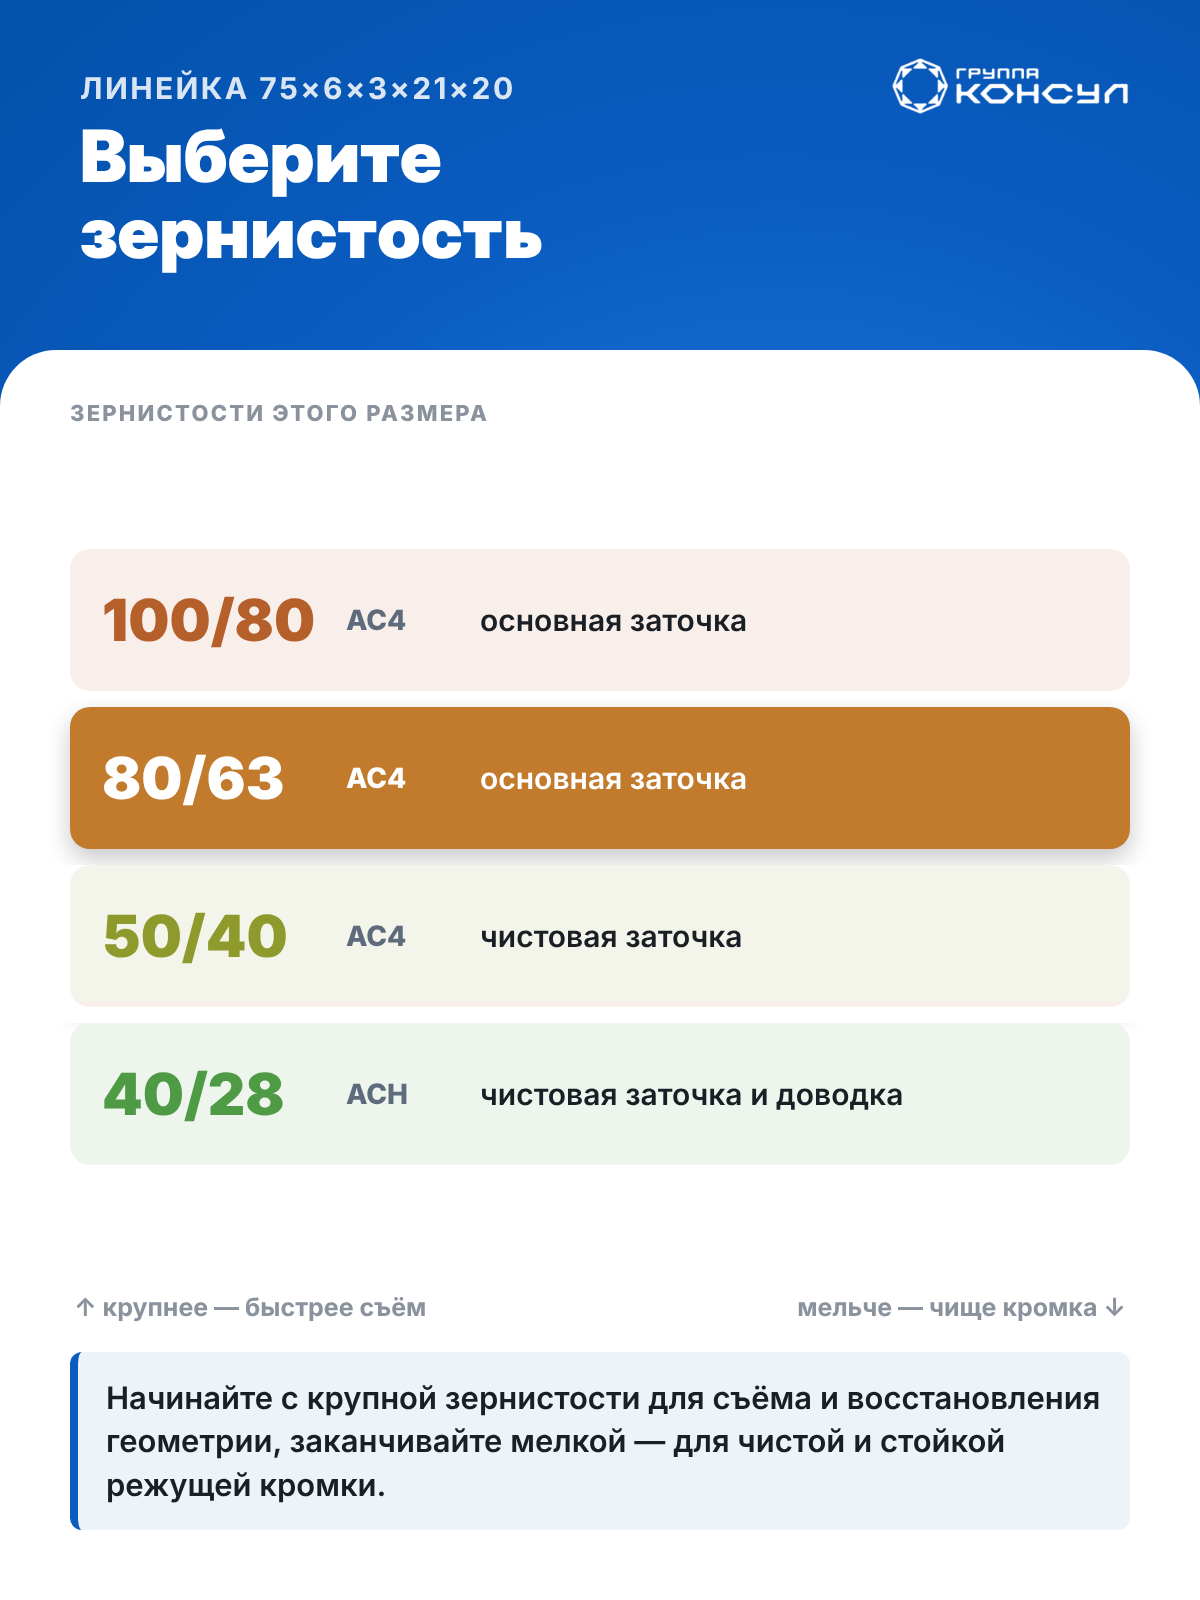 ЛИНЕЙКА 75×6×3×21×20
ГРУППА
КОНСУЛ
Выберите
зернистость
ЗЕРНИСТОСТИ ЭТОГО РАЗМЕРА
100/80 АС4 основная заточка
80/63 АС4 основная заточка
50/40 АС4 чистовая заточка
40/28 АСН чистовая заточка и доводка
↑ крупнее — быстрее съём мельче — чище кромка ↓
Начинайте с крупной зернистости для съёма и восстановления
геометрии, заканчивайте мелкой — для чистой и стойкой
режущей кромки.